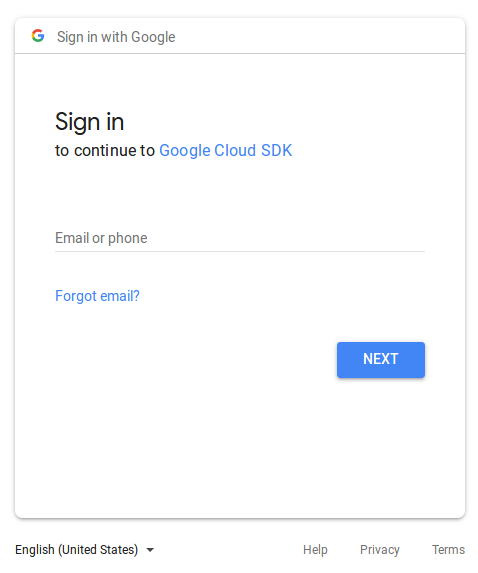 Sign in with Google
Sign in
to continue to Google Cloud SDK
Email or phone
Forgot email?
NEXT
English (United States)
Help Privacy Terms